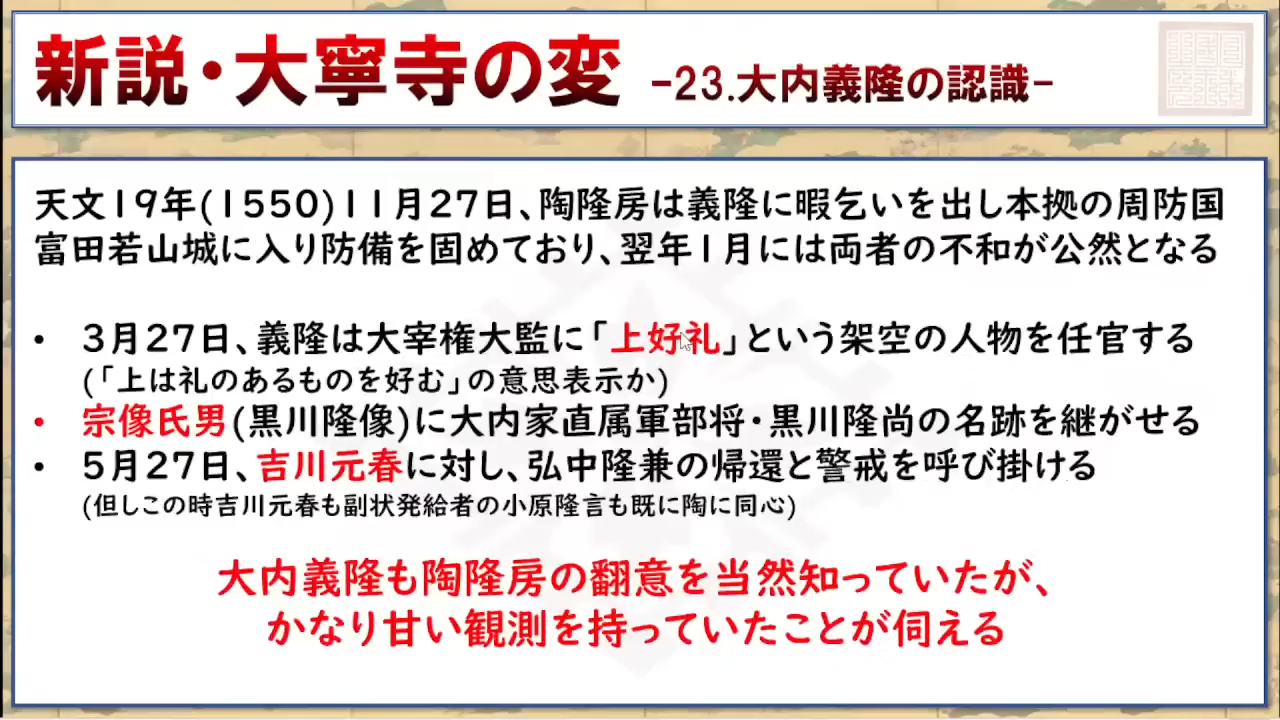 新説・大寧寺の変 -23.大内義隆の認識-
天文19年(1550)11月27日、陶隆房は義隆に暇乞いを出し本拠の周防国
富田若山城に入り防備を固めており、翌年1月には両者の不和が公然となる
• 3月27日、義隆は大宰権大監に「上好礼」という架空の人物を任官する
(「上は礼のあるものを好む」の意思表示か)
• 宗像氏男(黒川隆像)に大内家直属軍部将・黒川隆尚の名跡を継がせる
• 5月27日、吉川元春に対し、弘中隆兼の帰還と警戒を呼び掛ける
(但しこの時吉川元春も副状発給者の小原隆言も既に陶に同心)
大内義隆も陶隆房の翻意を当然知っていたが、
かなり甘い観測を持っていたことが伺える